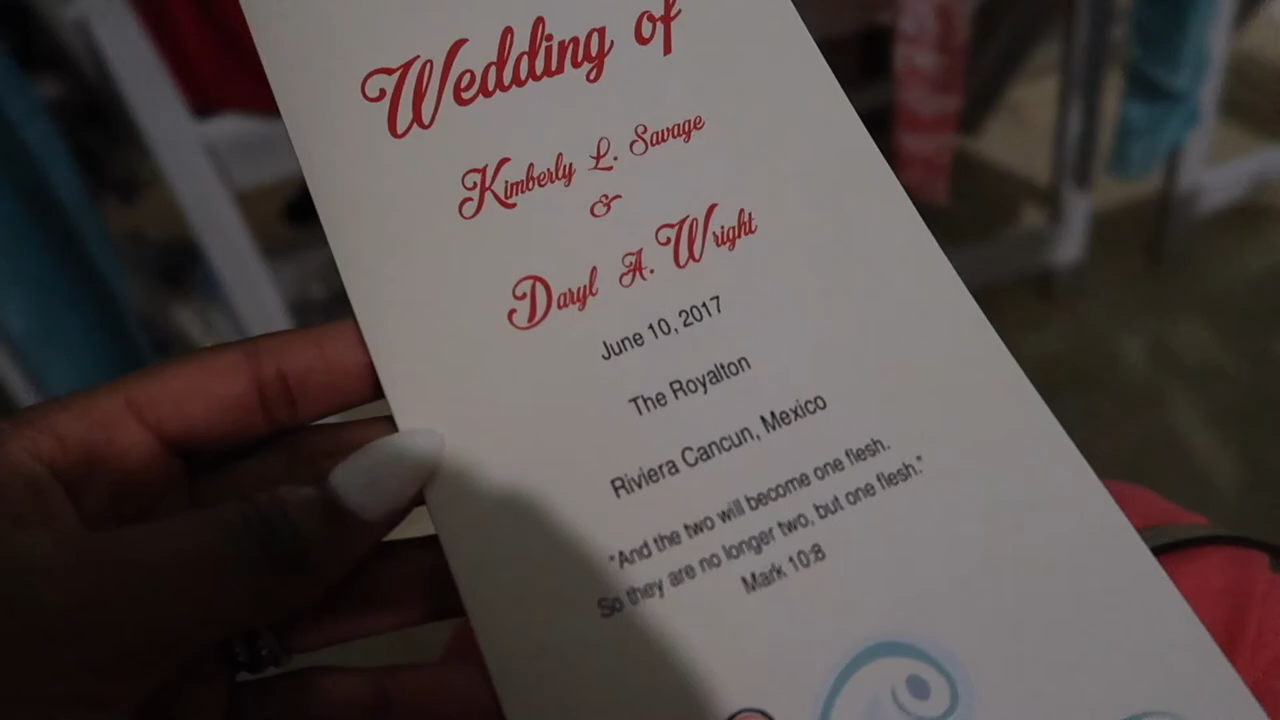 Wedding of
Kimberly L. Savage
&
Daryl A. Wright
June 10, 2017
The Royalton
Riviera Cancun, Mexico
"And the two will become one flesh.
So they are no longer two, but one flesh."
Mark 10:8